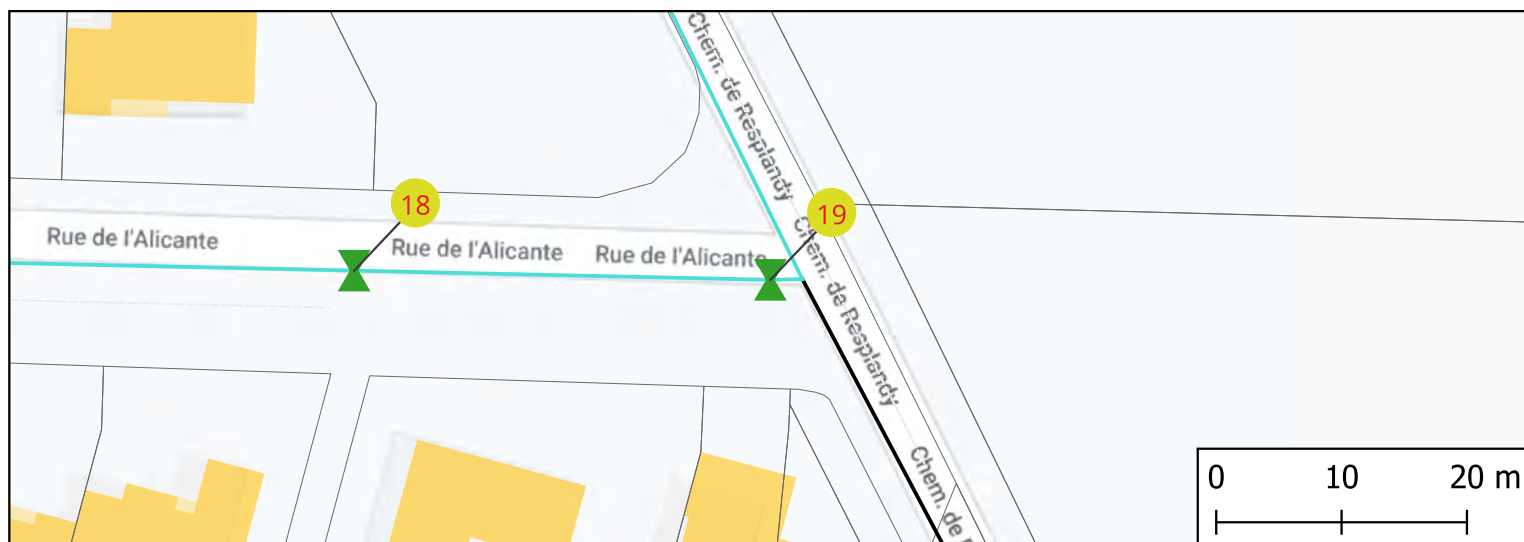 Chem. de Resplandy
18
19
Rue de l'Alicante
Rue de l'Alicante
Rue de l'Alicante
Chem. de Resplandy
Chem. de
0 10 20 m